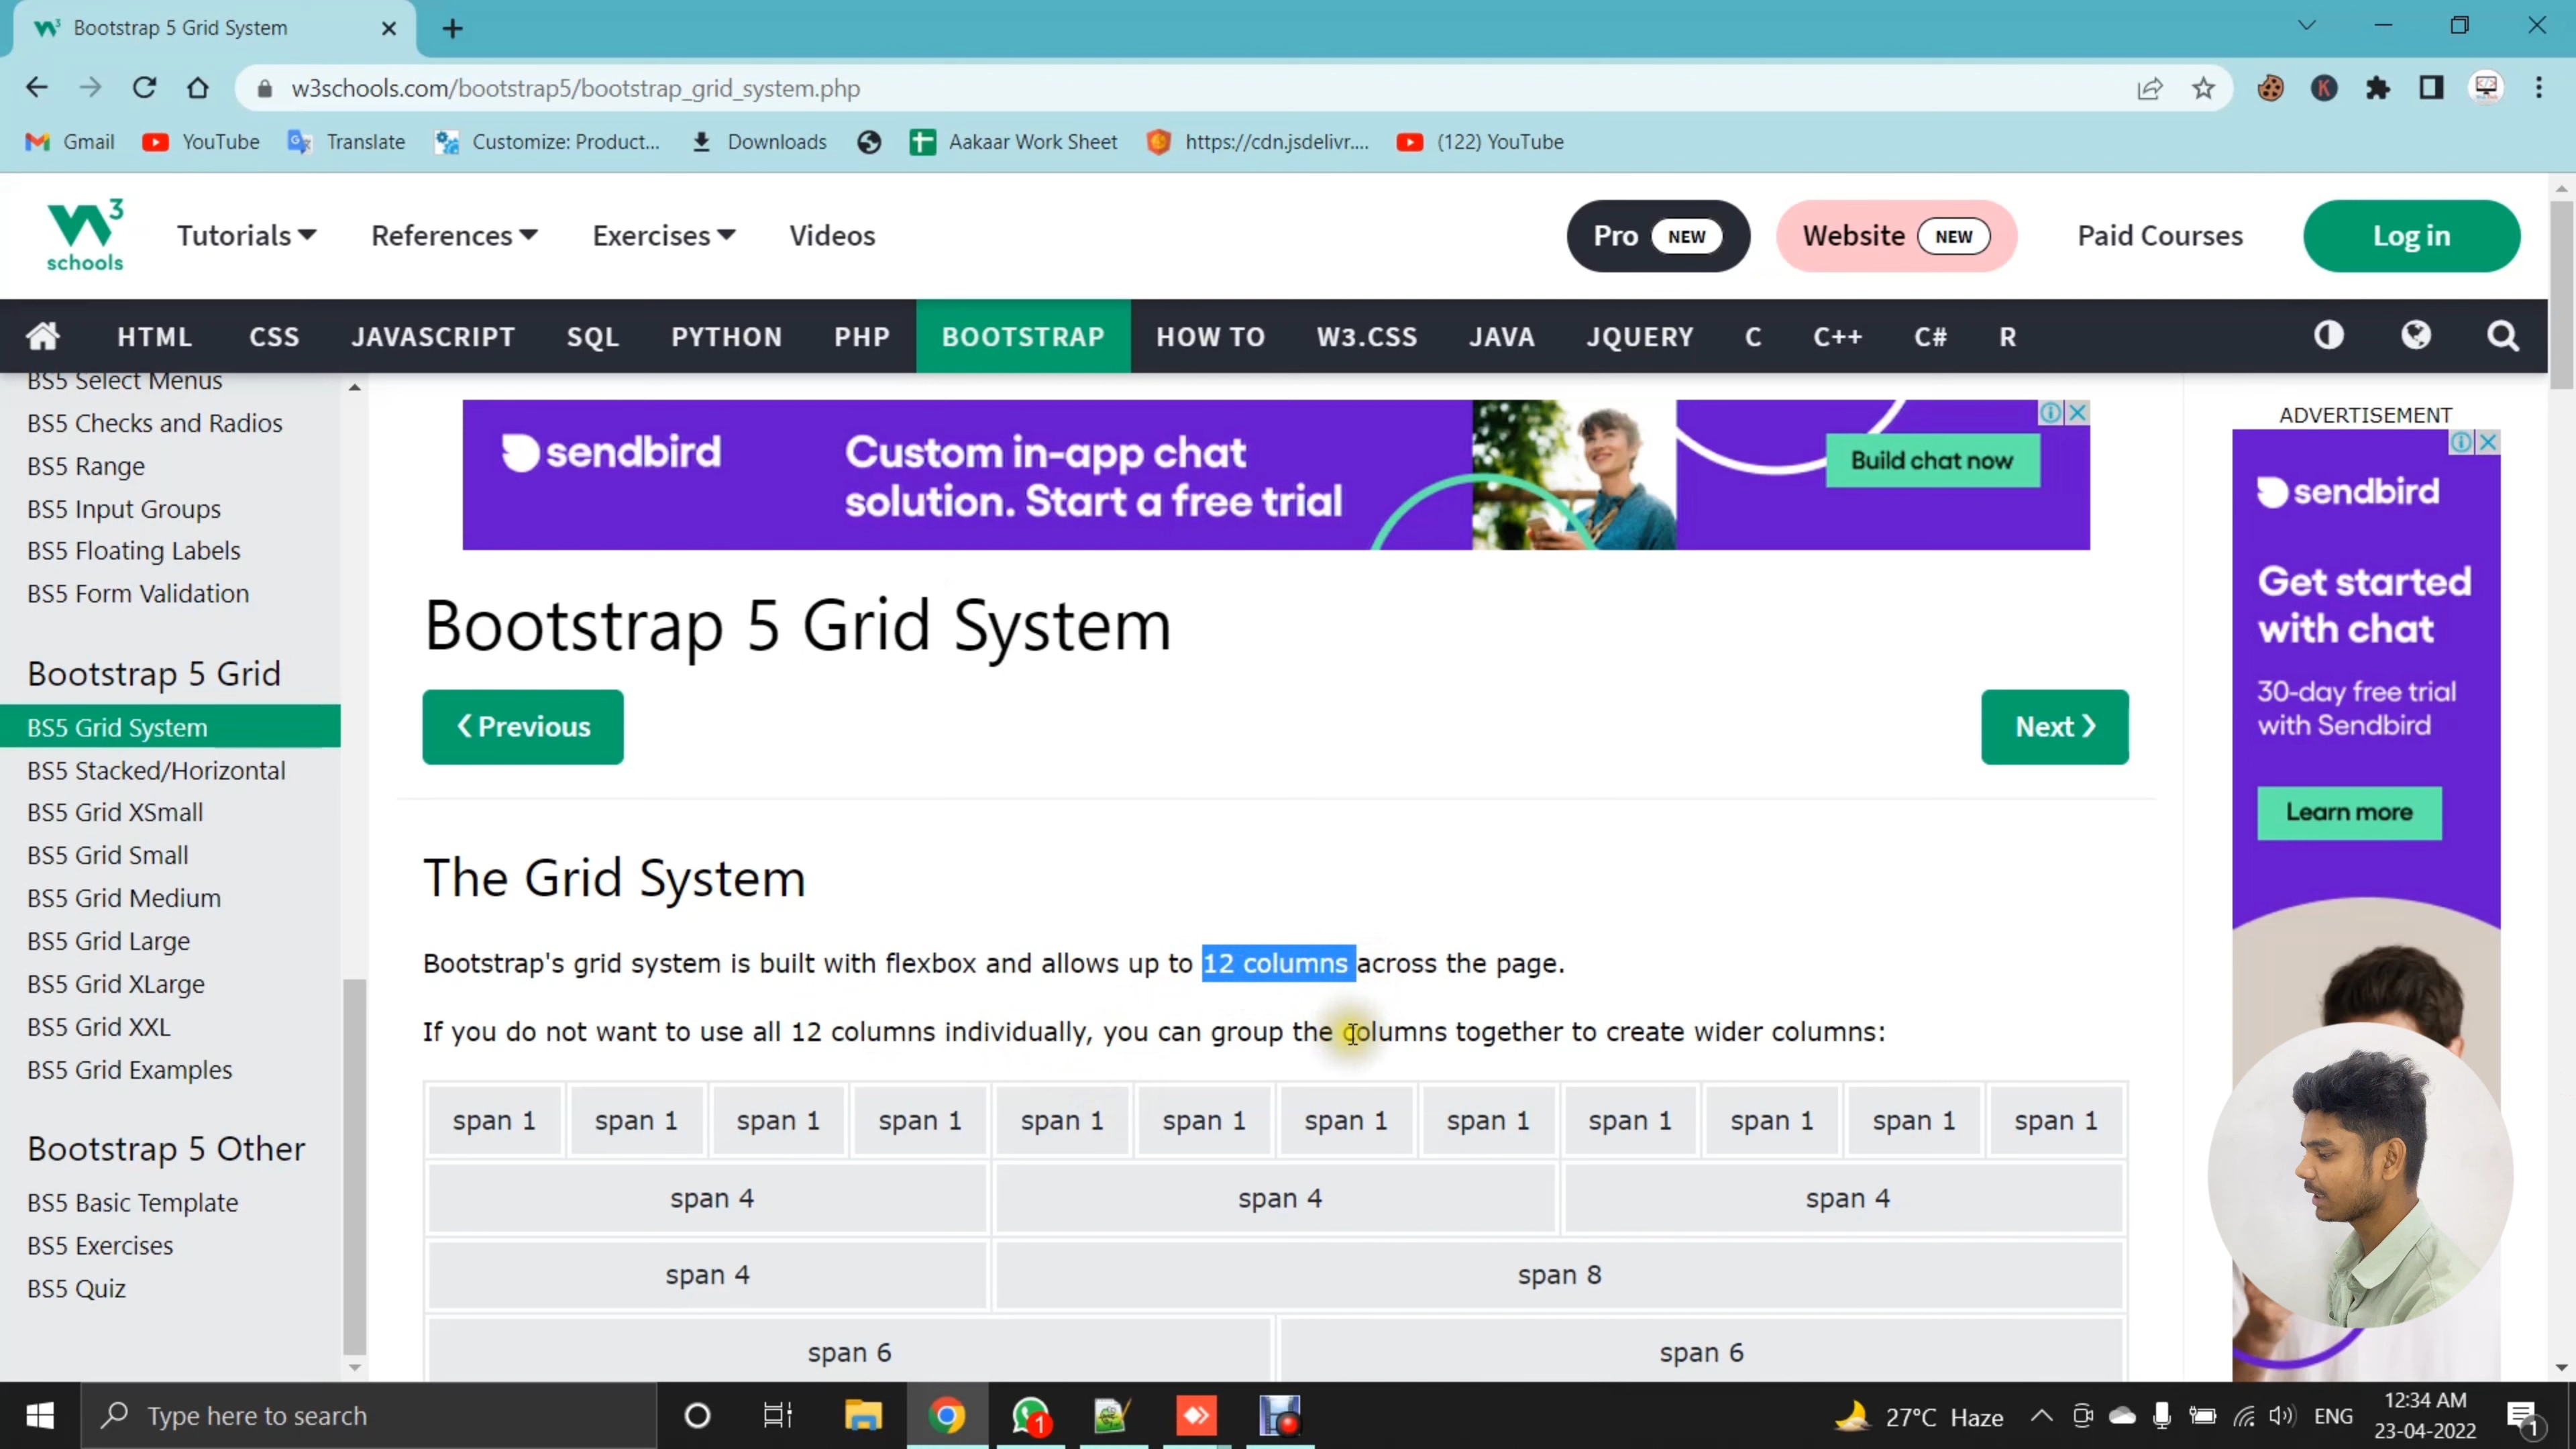 Bootstrap 5 Grid System
w3schools.com/bootstrap5/bootstrap_grid_system.php
K
Gmail YouTube Translate Customize: Product... Downloads Aakaar Work Sheet https://cdn.jsdelivr.... (122) YouTube
W3 schools
Tutorials References Exercises Videos Pro NEW Website NEW Paid Courses Log in
HTML CSS JAVASCRIPT SQL PYTHON PHP BOOTSTRAP HOW TO W3.CSS JAVA JQUERY C C++ C# R
BS5 Select Menus
BS5 Checks and Radios
BS5 Range
BS5 Input Groups
BS5 Floating Labels
BS5 Form Validation
Bootstrap 5 Grid
BS5 Grid System
BS5 Stacked/Horizontal
BS5 Grid XSmall
BS5 Grid Small
BS5 Grid Medium
BS5 Grid Large
BS5 Grid XLarge
BS5 Grid XXL
BS5 Grid Examples
Bootstrap 5 Other
BS5 Basic Template
BS5 Exercises
BS5 Quiz
sendbird
Custom in-app chat
solution. Start a free trial
Build chat now
Bootstrap 5 Grid System
❮ Previous
Next ❯
The Grid System
Bootstrap's grid system is built with flexbox and allows up to 12 columns across the page.
If you do not want to use all 12 columns individually, you can group the columns together to create wider columns:
span 1 span 1 span 1 span 1 span 1 span 1 span 1 span 1 span 1 span 1 span 1 span 1
span 4 span 4 span 4
span 4 span 8
span 6 span 6
ADVERTISEMENT
sendbird
Get started
with chat
30-day free trial
with Sendbird
Learn more
Type here to search
1
27°C Haze
ENG
12:34 AM
23-04-2022
1